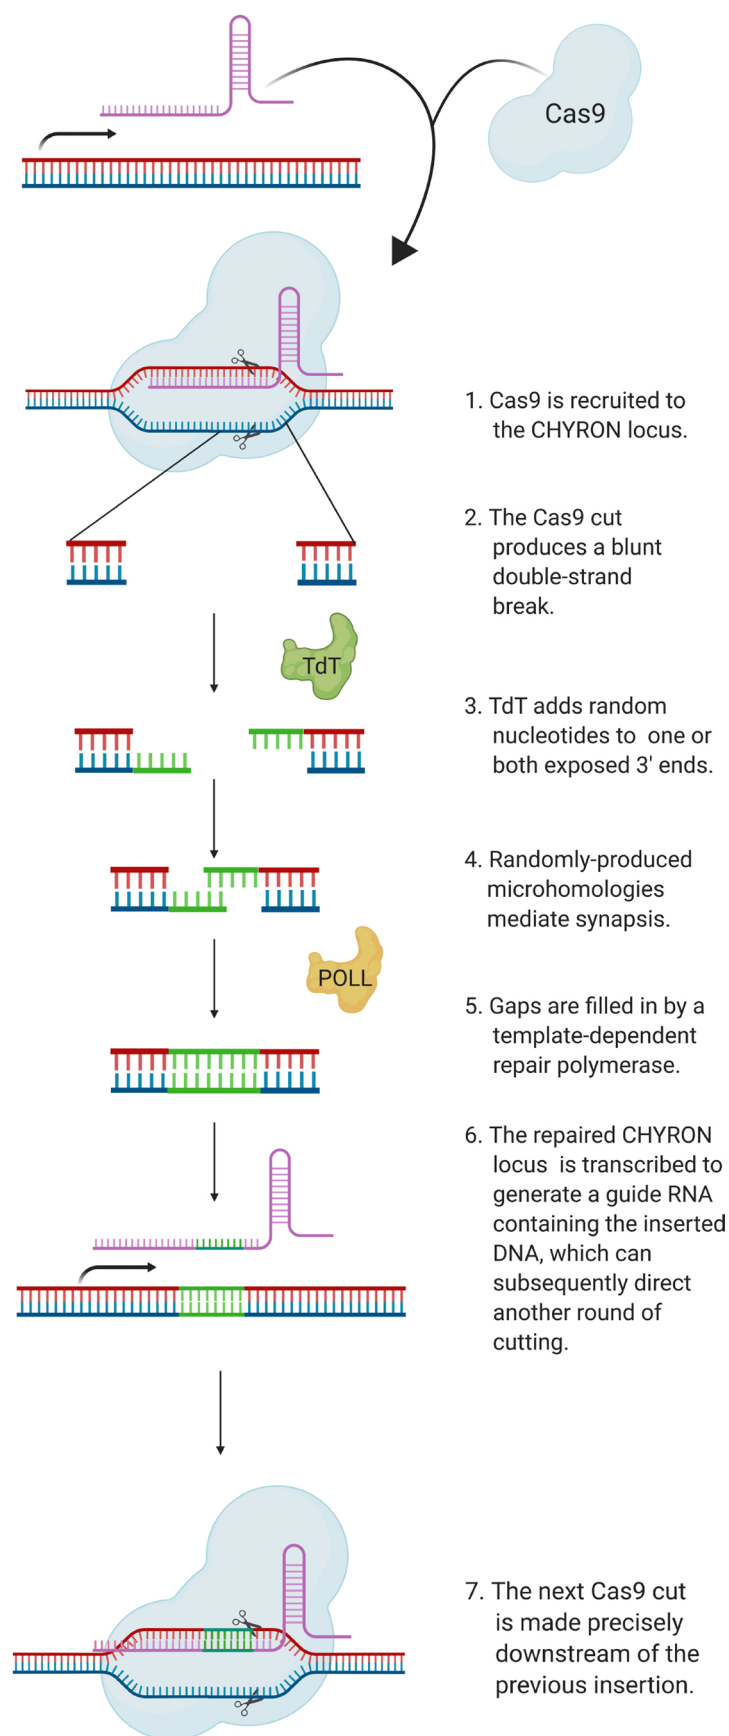 Cas9
1. Cas9 is recruited to
the CHYRON locus.
2. The Cas9 cut
produces a blunt
double-strand
break.
TdT
3. TdT adds random
nucleotides to one or
both exposed 3' ends.
4. Randomly-produced
microhomologies
mediate synapsis.
POLL
5. Gaps are filled in by a
template-dependent
repair polymerase.
6. The repaired CHYRON
locus is transcribed to
generate a guide RNA
containing the inserted
DNA, which can
subsequently direct
another round of
cutting.
7. The next Cas9 cut
is made precisely
downstream of the
previous insertion.